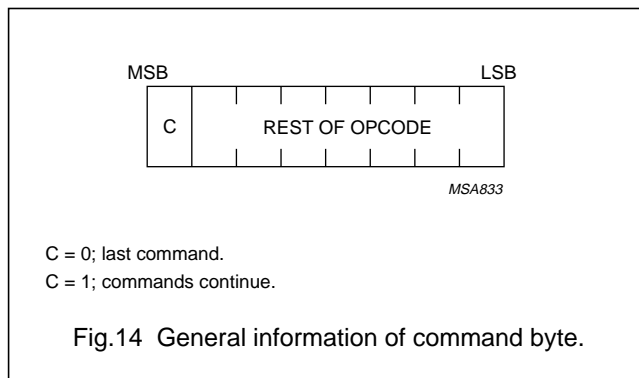 MSB LSB
C REST OF OPCODE
MSA833
C = 0; last command.
C = 1; commands continue.
Fig.14 General information of command byte.